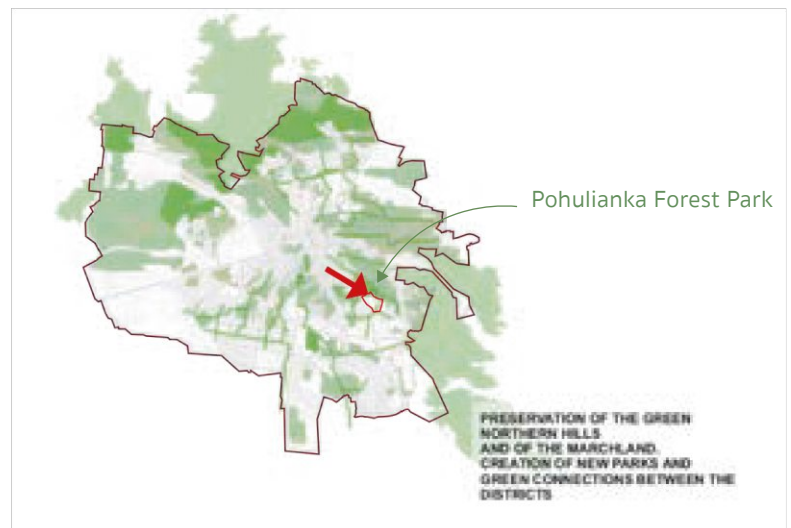 Pohulianka Forest Park
PRESERVATION OF THE GREEN
NORTHERN HILLS
AND OF THE MARCHLAND.
CREATION OF NEW PARKS AND
GREEN CONNECTIONS BETWEEN THE
DISTRICTS